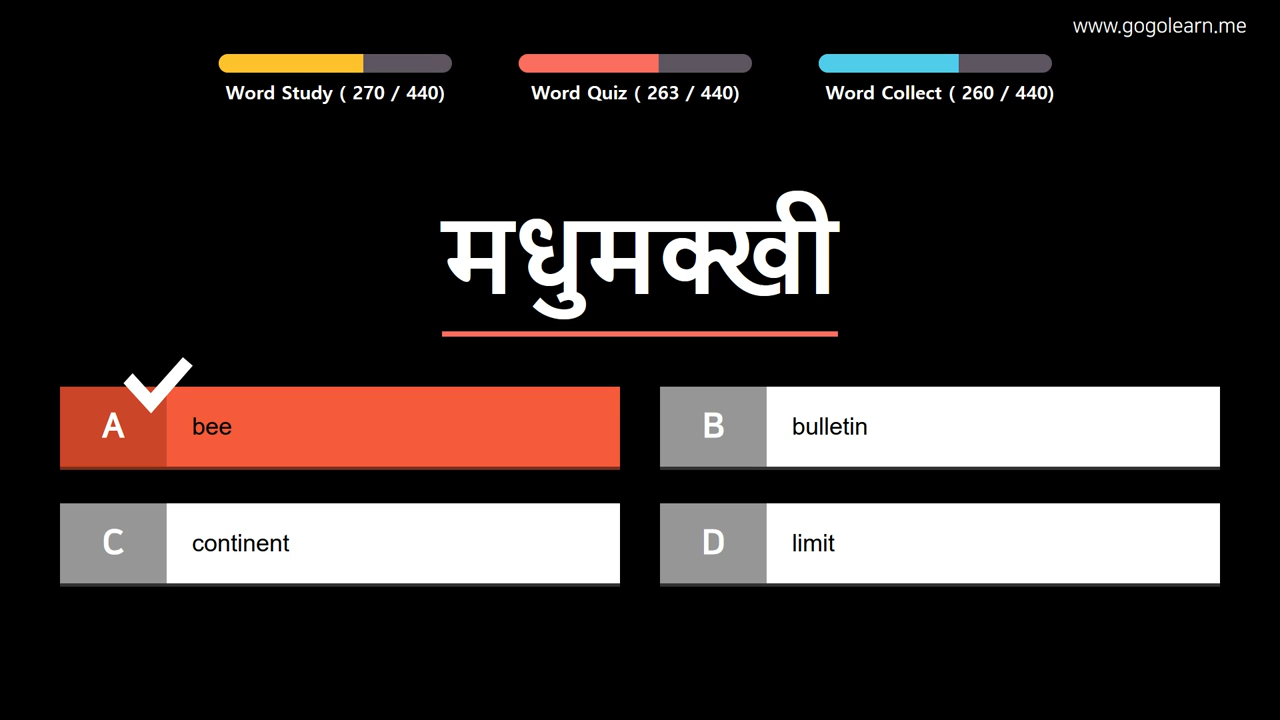 www.gogolearn.me
Word Study ( 270 / 440)
Word Quiz ( 263 / 440)
Word Collect ( 260 / 440)
मधुमक्खी
A bee
B bulletin
C continent
D limit